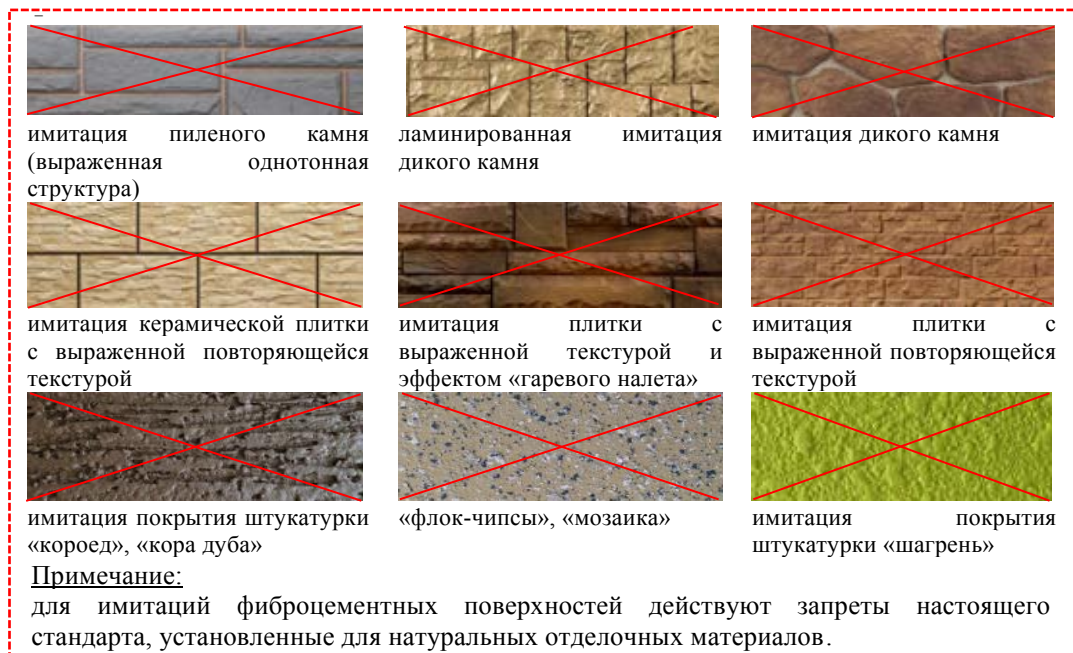 имитация пиленого камня
(выраженная однотонная
структура)
ламинированная имитация
дикого камня
имитация дикого камня
имитация керамической плитки
с выраженной повторяющейся
текстурой
имитация плитки с
выраженной текстурой и
эффектом «гаревого налета»
имитация плитки с
выраженной повторяющейся
текстурой
имитация покрытия штукатурки
«короед», «кора дуба»
«флок-чипсы», «мозаика»
имитация покрытия
штукатурки «шагрень»
Примечание:
для имитаций фиброцементных поверхностей действуют запреты настоящего
стандарта, установленные для натуральных отделочных материалов.